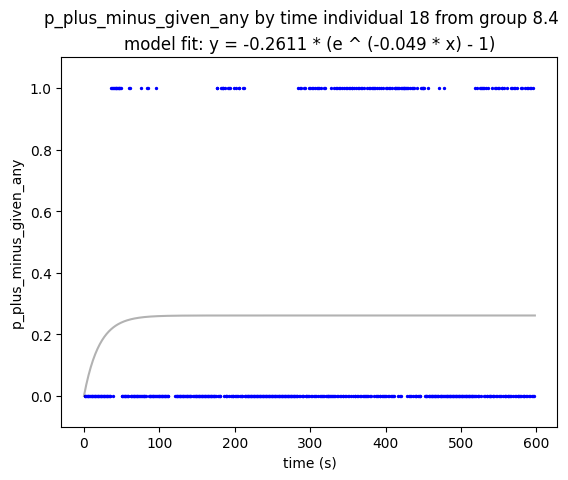 p_plus_minus_given_any by time individual 18 from group 8.4
model fit: y = -0.2611 * (e ^ (-0.049 * x) - 1)
1.0
0.8
0.6
0.4
0.2
0.0
p_plus_minus_given_any
0 100 200 300 400 500 600
time (s)